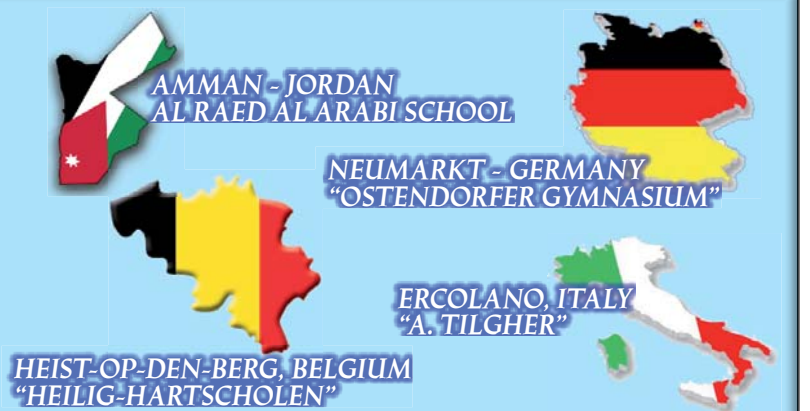 AMMAN - JORDAN
AL RAED AL ARABI SCHOOL
NEUMARKT - GERMANY
“OSTENDORFER GYMNASIUM”
ERCOLANO, ITALY
“A. TILGHER”
HEIST-OP-DEN-BERG, BELGIUM
“HEILIG-HARTSCHOLEN”